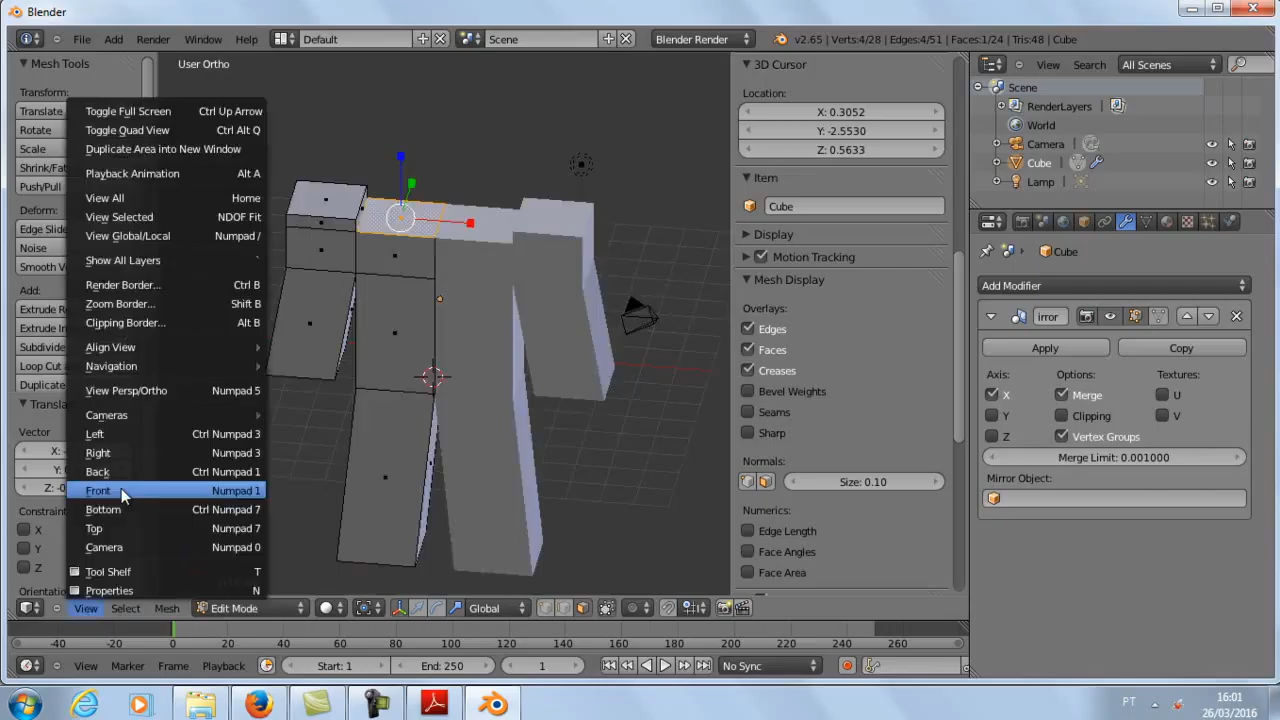 Blender
File Add Render Window Help Default Scene Blender Render v2.65 | Verts:4/28 | Edges:4/51 | Faces:1/24 | Tris:48 | Cube
View Search All Scenes
Mesh Tools
Transform:
Translate
Rotate
Scale
Shrink/Fat
Push/Pull
Deform:
Edge Slide
Noise
Smooth V
Add:
Extrude R
Extrude In
Loop Cut a
Duplicate
Translat
Vector
X: -
Y: 0
Z: -0
Constrain
X
Y
Z
Orientatio
Toggle Full Screen Ctrl Up Arrow
Toggle Quad View Ctrl Alt Q
Duplicate Area into New Window
Playback Animation Alt A
View All Home
View Selected NDOF Fit
View Global/Local Numpad /
Show All Layers `
Render Border... Ctrl B
Zoom Border... Shift B
Clipping Border... Alt B
Align View
Navigation
View Persp/Ortho Numpad 5
Cameras
Left Ctrl Numpad 3
Right Numpad 3
Back Ctrl Numpad 1
Front Numpad 1
Bottom Ctrl Numpad 7
Top Numpad 7
Camera Numpad 0
Tool Shelf T
Properties N
User Ortho
View Select Mesh Edit Mode Global
3D Cursor
Location:
X: 0.3052
Y: -2.5530
Z: 0.5633
Item
Cube
Display
Motion Tracking
Mesh Display
Overlays:
Edges
Faces
Creases
Bevel Weights
Seams
Sharp
Normals:
Size: 0.10
Numerics:
Edge Length
Edge Angles
Face Area
Scene
RenderLayers
World
Camera
Cube
Lamp
Cube
Add Modifier
irror
Apply Copy
Axis: Options: Textures:
X Merge U
Y Clipping V
Z Vertex Groups
Merge Limit: 0.001000
Mirror Object:
-40 -20 0 20 40 60 80 100 120 140 160 180 200 220 240 260
View Marker Frame Playback Start: 1 End: 250 1 No Sync
PT 16:01
26/03/2016